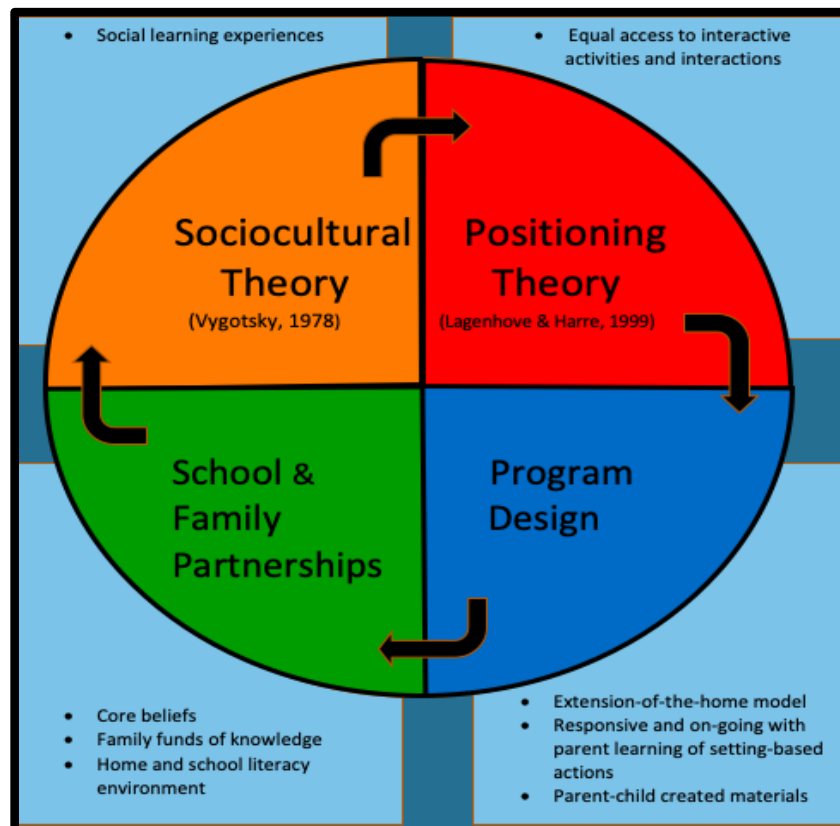 • Social learning experiences
• Equal access to interactive
activities and interactions
Sociocultural
Theory
(Vygotsky, 1978)
Positioning
Theory
(Lagenhove & Harre, 1999)
School &
Family
Partnerships
Program
Design
• Core beliefs
• Family funds of knowledge
• Home and school literacy
environment
• Extension-of-the-home model
• Responsive and on-going with
parent learning of setting-based
actions
• Parent-child created materials